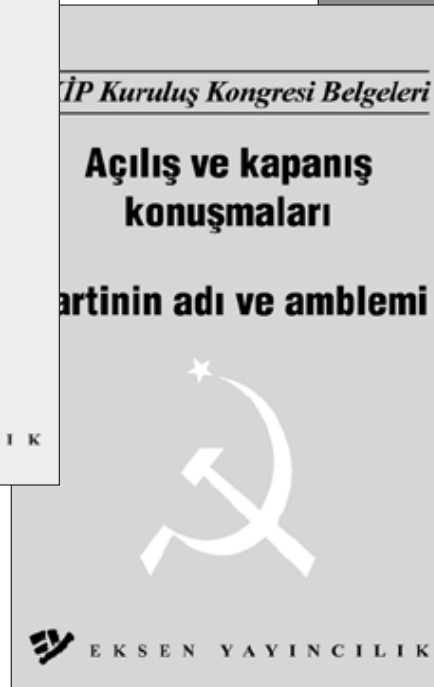 İP Kuruluş Kongresi Belgeleri
Açılış ve kapanış
konuşmaları
artinin adı ve amblemi
I K
EKSEN YAYINCILIK